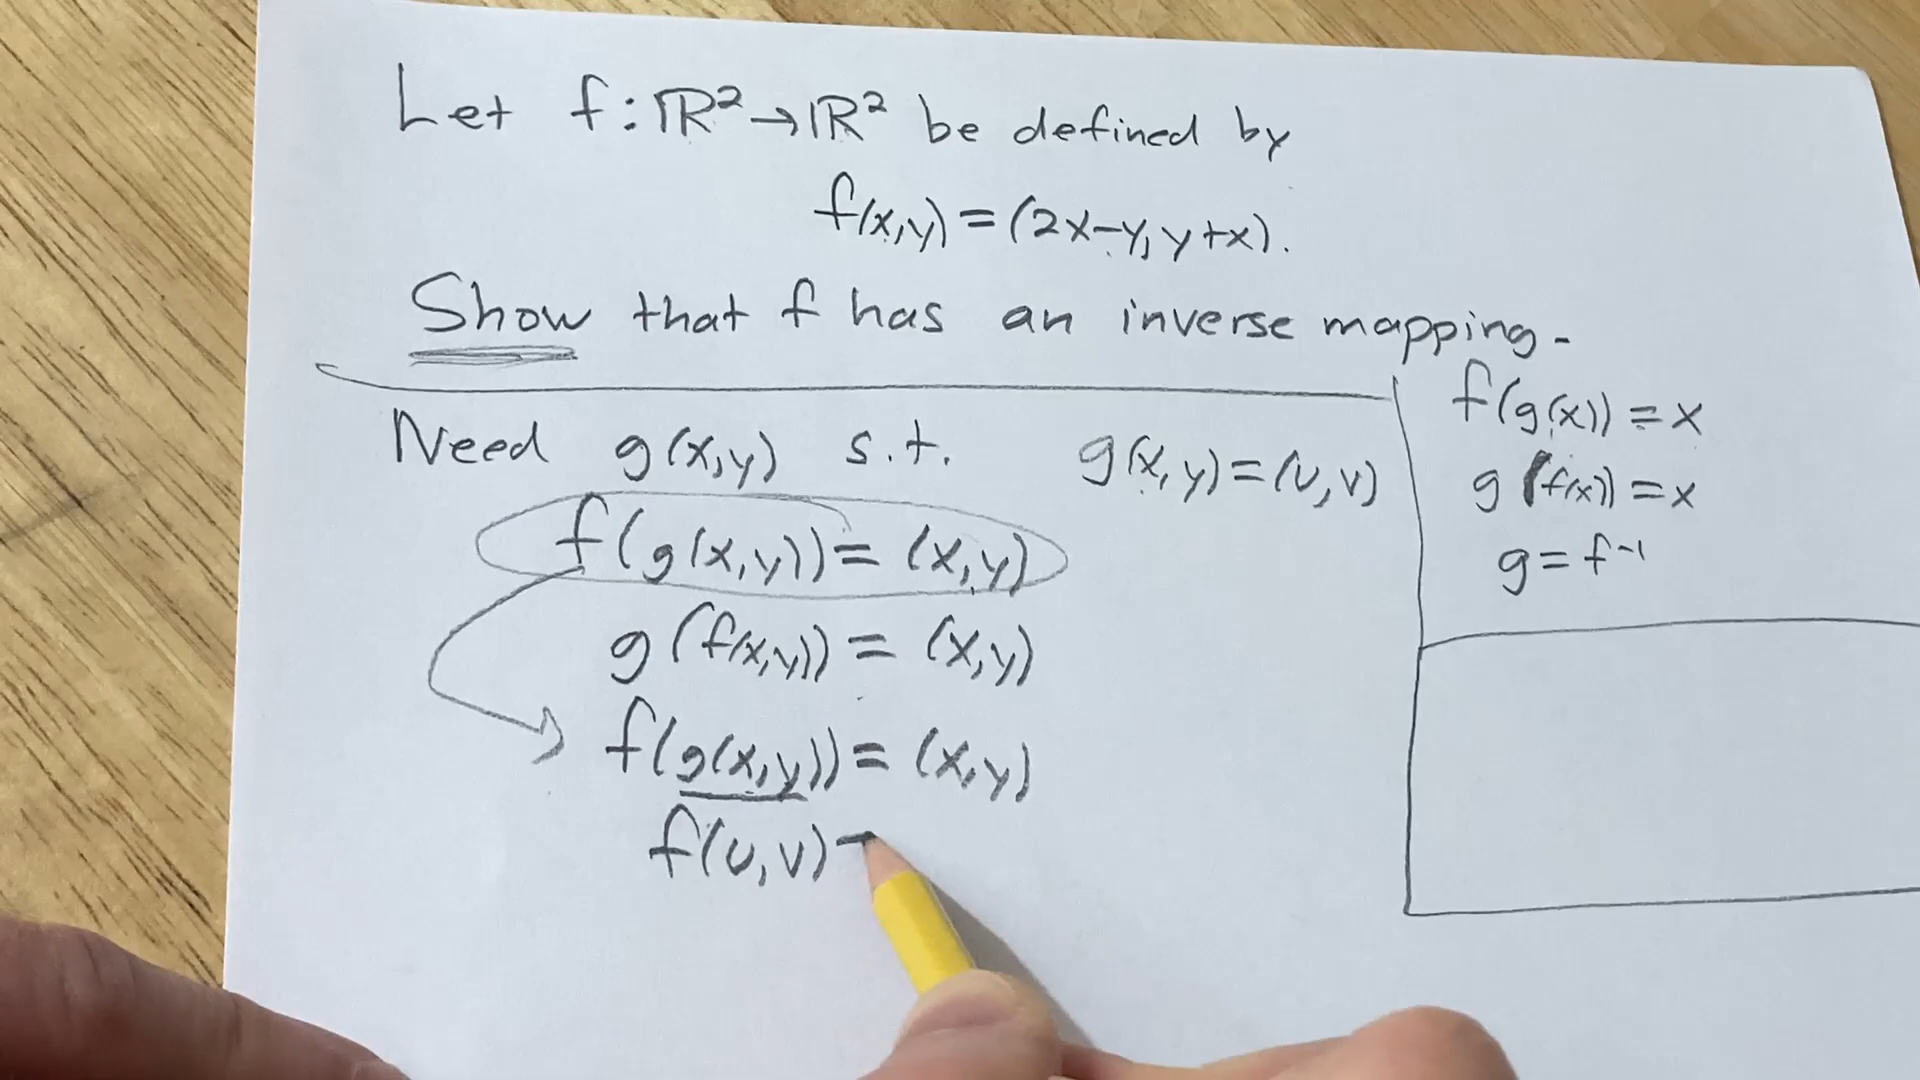 Let f: ℝ² → ℝ² be defined by
f(x,y) = (2x-y, y+x).
Show that f has an inverse mapping.
Need g(x,y) s.t. g(x,y) = (u,v)
f(g(x,y)) = (x,y)
g(f(x,y)) = (x,y)
f(g(x,y)) = (x,y)
f(u,v) -
f(g(x)) = x
g(f(x)) = x
g = f⁻¹